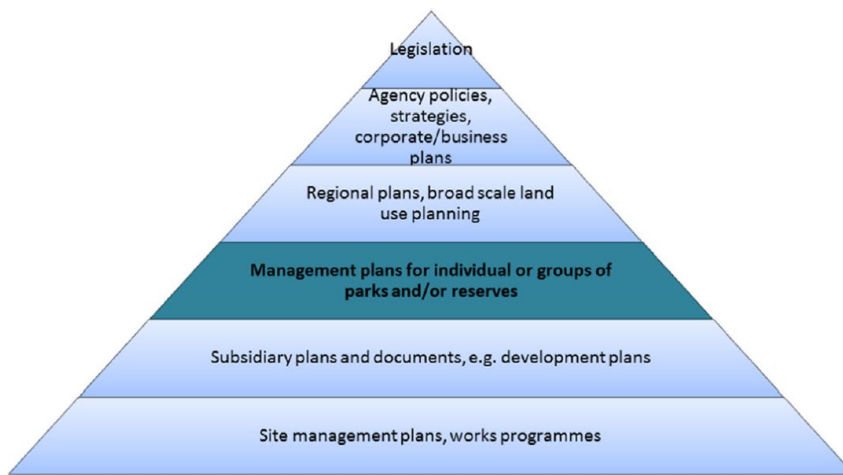 Legislation
Agency policies,
strategies,
corporate/business
plans
Regional plans, broad scale land
use planning
Management plans for individual or groups of
parks and/or reserves
Subsidiary plans and documents, e.g. development plans
Site management plans, works programmes